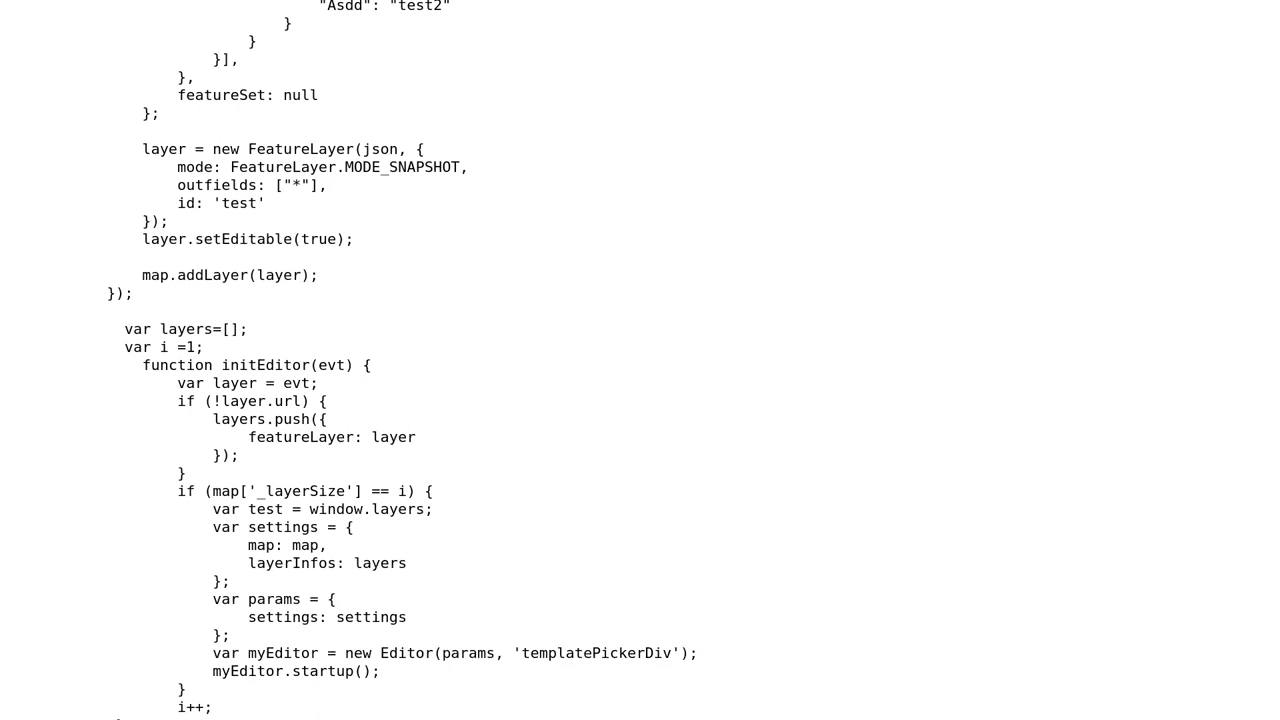 "Asdd": "test2"
}
}
}],
},
featureSet: null
};
layer = new FeatureLayer(json, {
mode: FeatureLayer.MODE_SNAPSHOT,
outfields: ["*"],
id: 'test'
});
layer.setEditable(true);
map.addLayer(layer);
});
var layers=[];
var i =1;
function initEditor(evt) {
var layer = evt;
if (!layer.url) {
layers.push({
featureLayer: layer
});
}
if (map['_layerSize'] == i) {
var test = window.layers;
var settings = {
map: map,
layerInfos: layers
};
var params = {
settings: settings
};
var myEditor = new Editor(params, 'templatePickerDiv');
myEditor.startup();
}
i++;